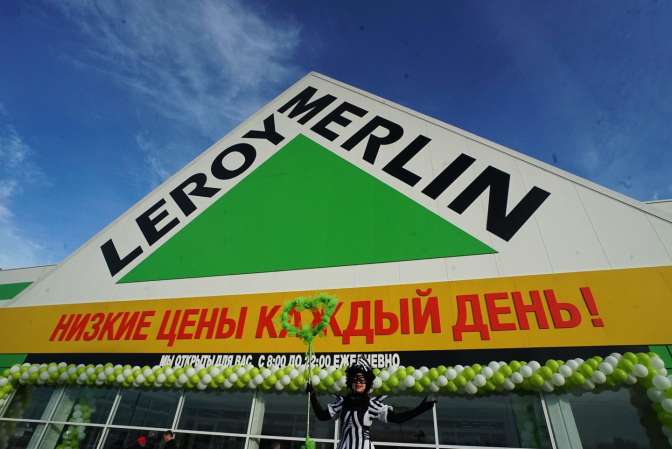 LEROY MERLIN
НИЗКИЕ ЦЕНЫ КАЖДЫЙ ДЕНЬ!
МЫ ОТКРЫТЫ ДЛЯ ВАС С 8:00 ДО 22:00 ЕЖЕДНЕВНО